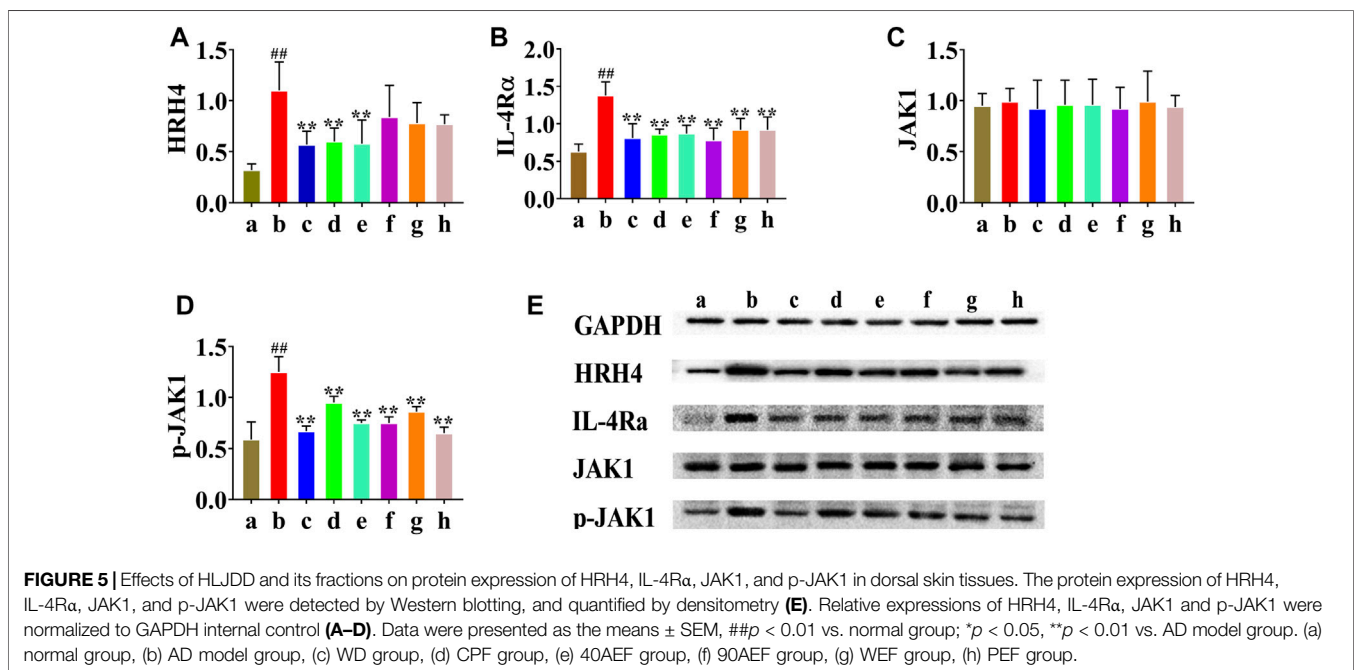 A
B
C
HRH4
1.5
1.0
0.5
0.0
##
**
**
**
a b c d e f g h
IL-4Rα
2.0
1.5
1.0
0.5
0.0
##
**
**
**
**
**
**
a b c d e f g h
JAK1
1.5
1.0
0.5
0.0
a b c d e f g h
D
E
p-JAK1
1.5
1.0
0.5
0.0
##
**
**
**
**
**
**
a b c d e f g h
a b c d e f g h
GAPDH
HRH4
IL-4Ra
JAK1
p-JAK1
FIGURE 5 | Effects of HLJDD and its fractions on protein expression of HRH4, IL-4Rα, JAK1, and p-JAK1 in dorsal skin tissues. The protein expression of HRH4,
IL-4Rα, JAK1, and p-JAK1 were detected by Western blotting, and quantified by densitometry (E). Relative expressions of HRH4, IL-4Rα, JAK1 and p-JAK1 were
normalized to GAPDH internal control (A–D). Data were presented as the means ± SEM, ##p < 0.01 vs. normal group; *p < 0.05, **p < 0.01 vs. AD model group. (a)
normal group, (b) AD model group, (c) WD group, (d) CPF group, (e) 40AEF group, (f) 90AEF group, (g) WEF group, (h) PEF group.